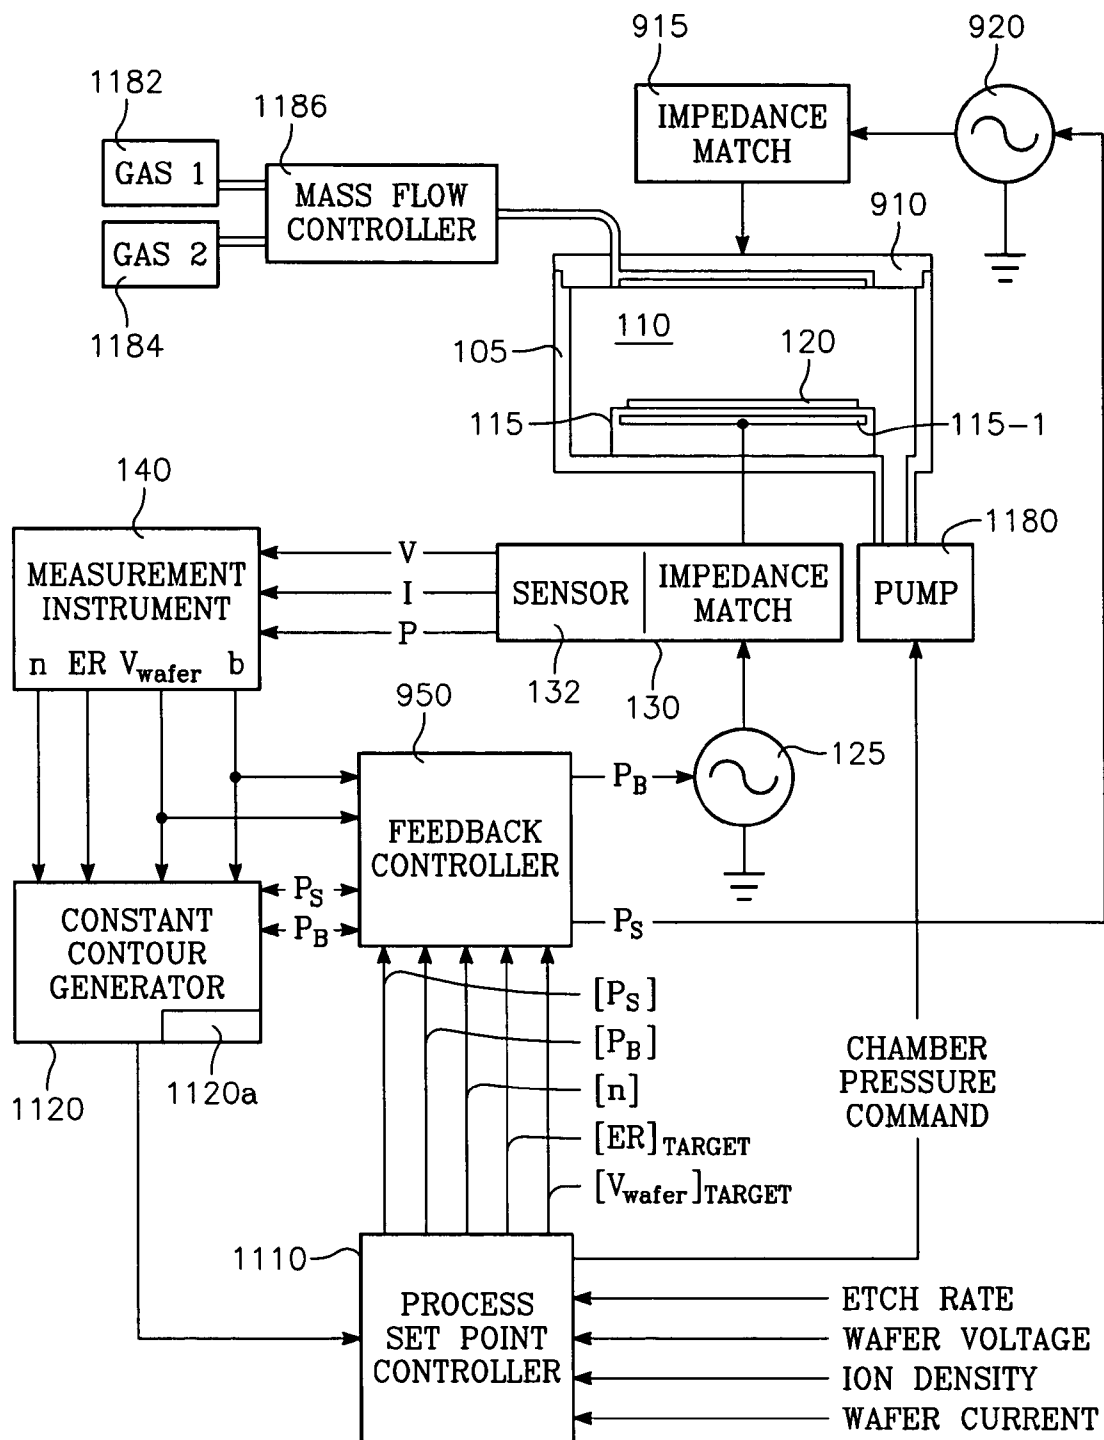 915
920
1182
1186
IMPEDANCE
MATCH
GAS 1
MASS FLOW
CONTROLLER
910
GAS 2
1184
110
120
105
115
115-1
140
1180
MEASUREMENT
INSTRUMENT
V
I
P
SENSOR
IMPEDANCE
MATCH
PUMP
n ER Vwafer b
132
130
950
125
PB
FEEDBACK
CONTROLLER
PS
PB
PS
CONSTANT
CONTOUR
GENERATOR
[PS]
[PB]
[n]
[ER]TARGET
[Vwafer]TARGET
1120
1120a
CHAMBER
PRESSURE
COMMAND
1110
PROCESS
SET POINT
CONTROLLER
ETCH RATE
WAFER VOLTAGE
ION DENSITY
WAFER CURRENT